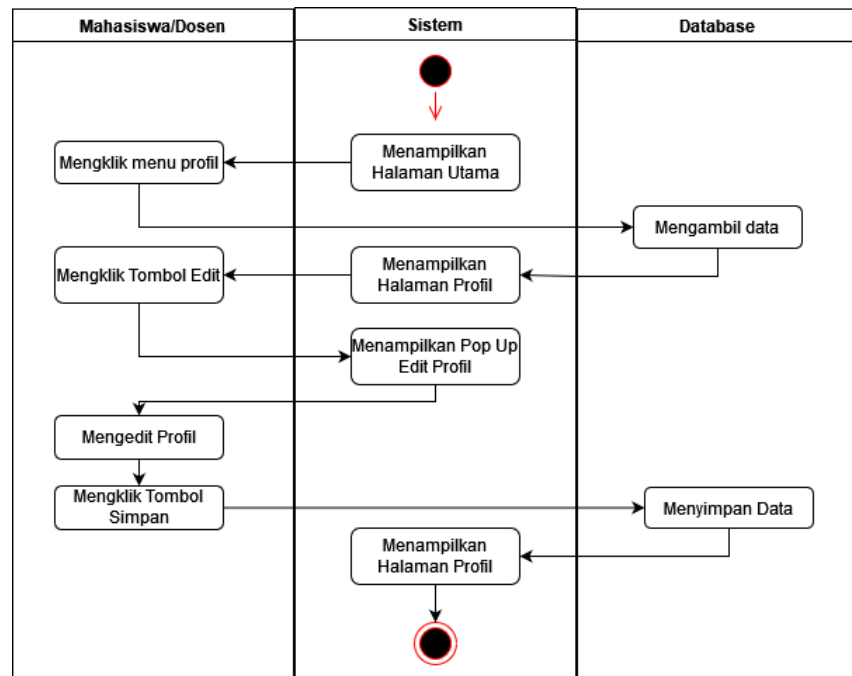 Mahasiswa/Dosen
Sistem
Database
Menampilkan
Halaman Utama
Mengklik menu profil
Mengambil data
Menampilkan
Halaman Profil
Mengklik Tombol Edit
Menampilkan Pop Up
Edit Profil
Mengedit Profil
Mengklik Tombol
Simpan
Menyimpan Data
Menampilkan
Halaman Profil